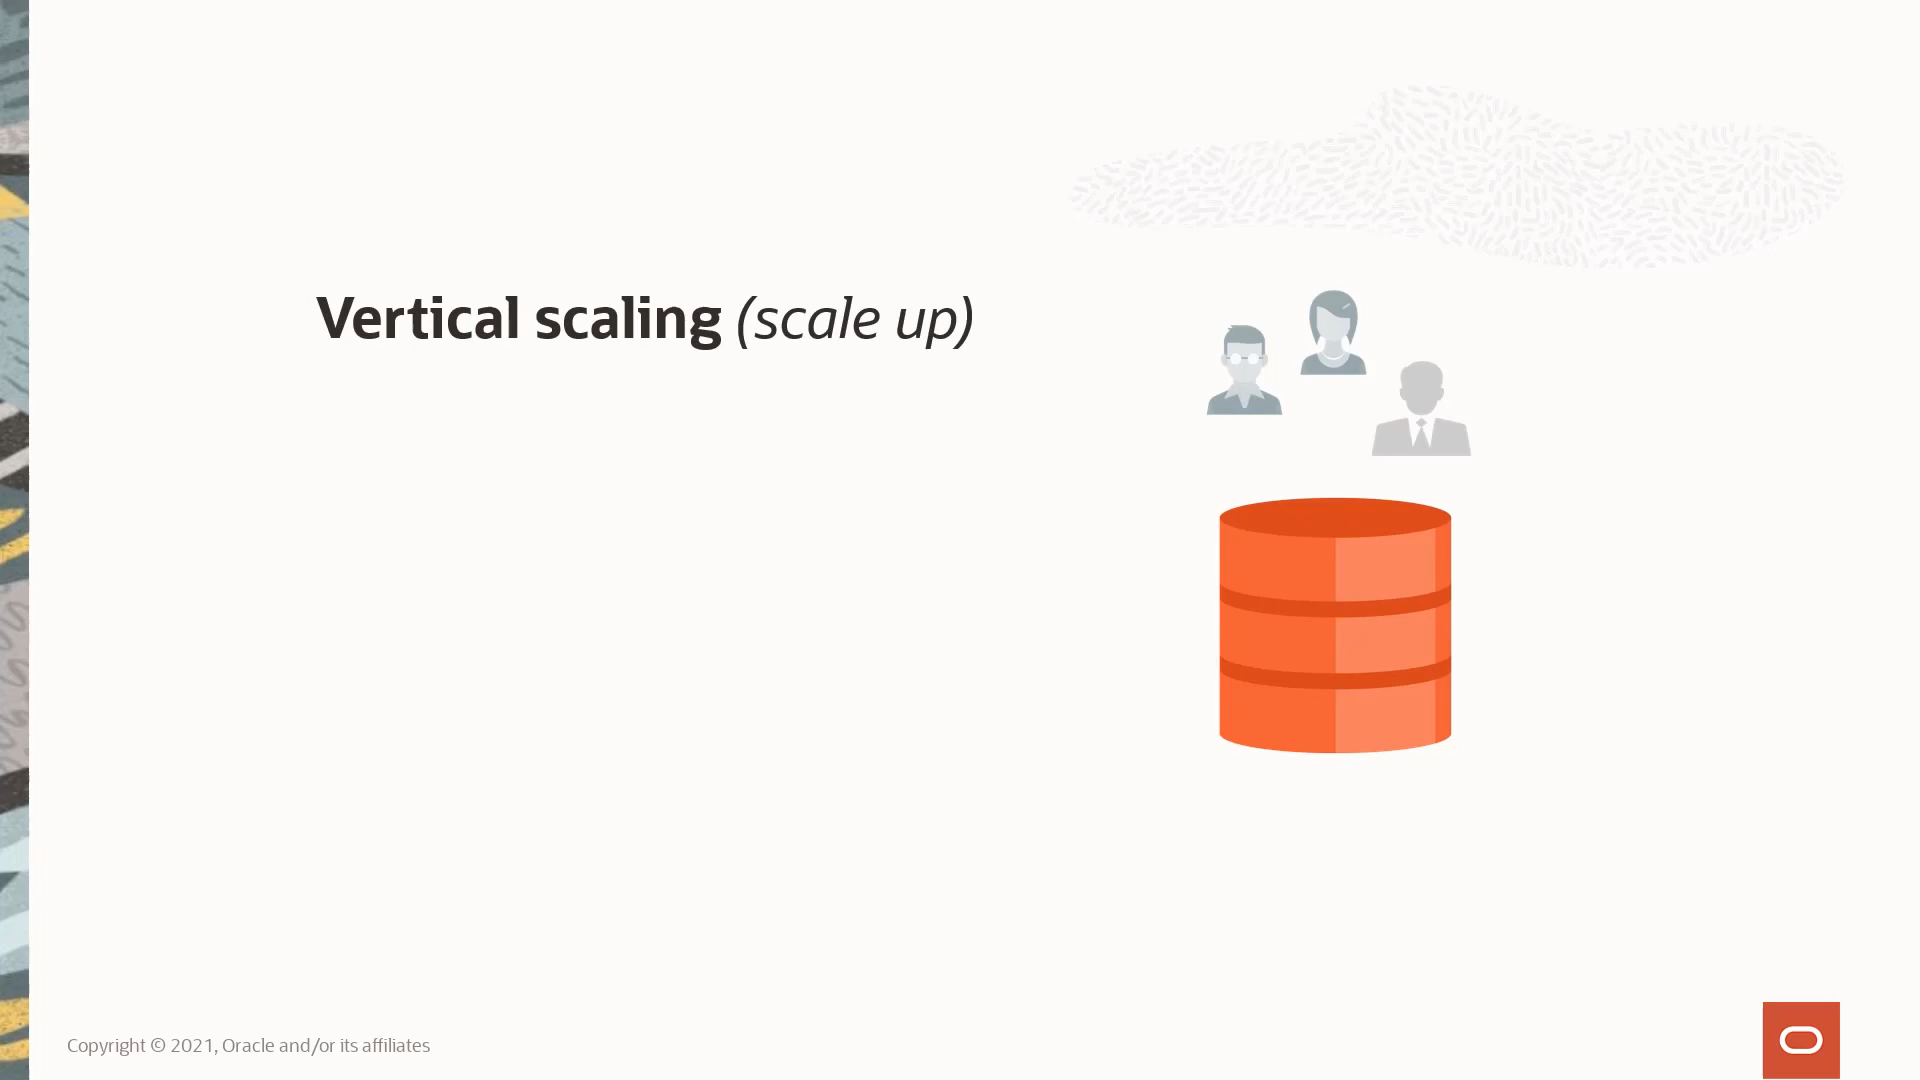 Vertical scaling (scale up)
Copyright © 2021, Oracle and/or its affiliates